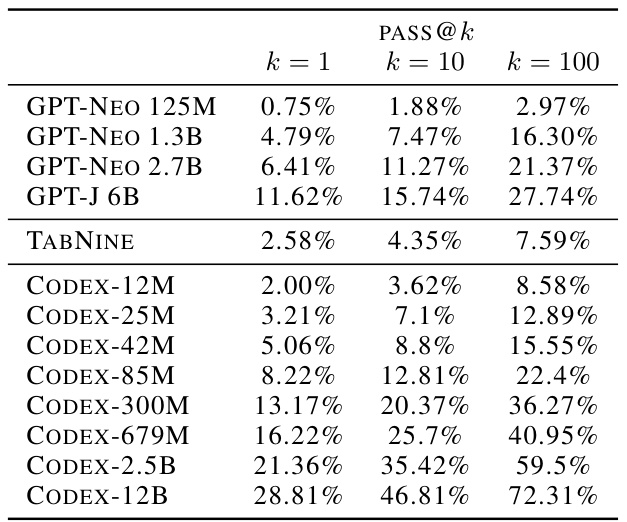 PASS@k
k = 1 k = 10 k = 100
GPT-NEO 125M 0.75% 1.88% 2.97%
GPT-NEO 1.3B 4.79% 7.47% 16.30%
GPT-NEO 2.7B 6.41% 11.27% 21.37%
GPT-J 6B 11.62% 15.74% 27.74%
TABNINE 2.58% 4.35% 7.59%
CODEX-12M 2.00% 3.62% 8.58%
CODEX-25M 3.21% 7.1% 12.89%
CODEX-42M 5.06% 8.8% 15.55%
CODEX-85M 8.22% 12.81% 22.4%
CODEX-300M 13.17% 20.37% 36.27%
CODEX-679M 16.22% 25.7% 40.95%
CODEX-2.5B 21.36% 35.42% 59.5%
CODEX-12B 28.81% 46.81% 72.31%